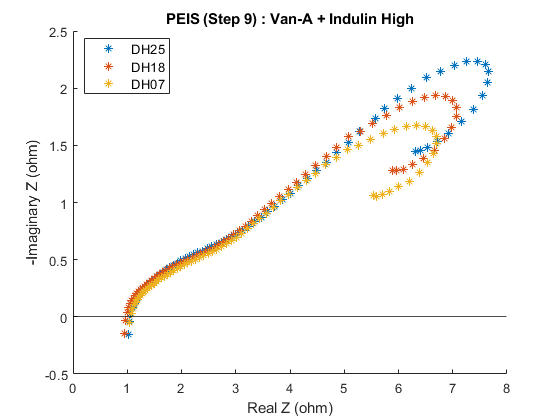 PEIS (Step 9) : Van-A + Indulin High
2.5
DH25
DH18
DH07
2
1.5
1
0.5
0
-0.5
-Imaginary Z (ohm)
0 1 2 3 4 5 6 7 8
Real Z (ohm)